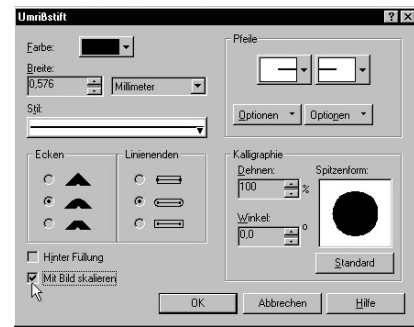 Umrißstift
Farbe:
Breite:
0,576
Millimeter
Stil:
Pfeile
Optionen
Optionen
Ecken
Linienenden
Kalligraphie
Dehnen:
100 %
Spitzenform:
Winkel:
0,0 °
Standard
Hinter Füllung
Mit Bild skalieren
OK
Abbrechen
Hilfe